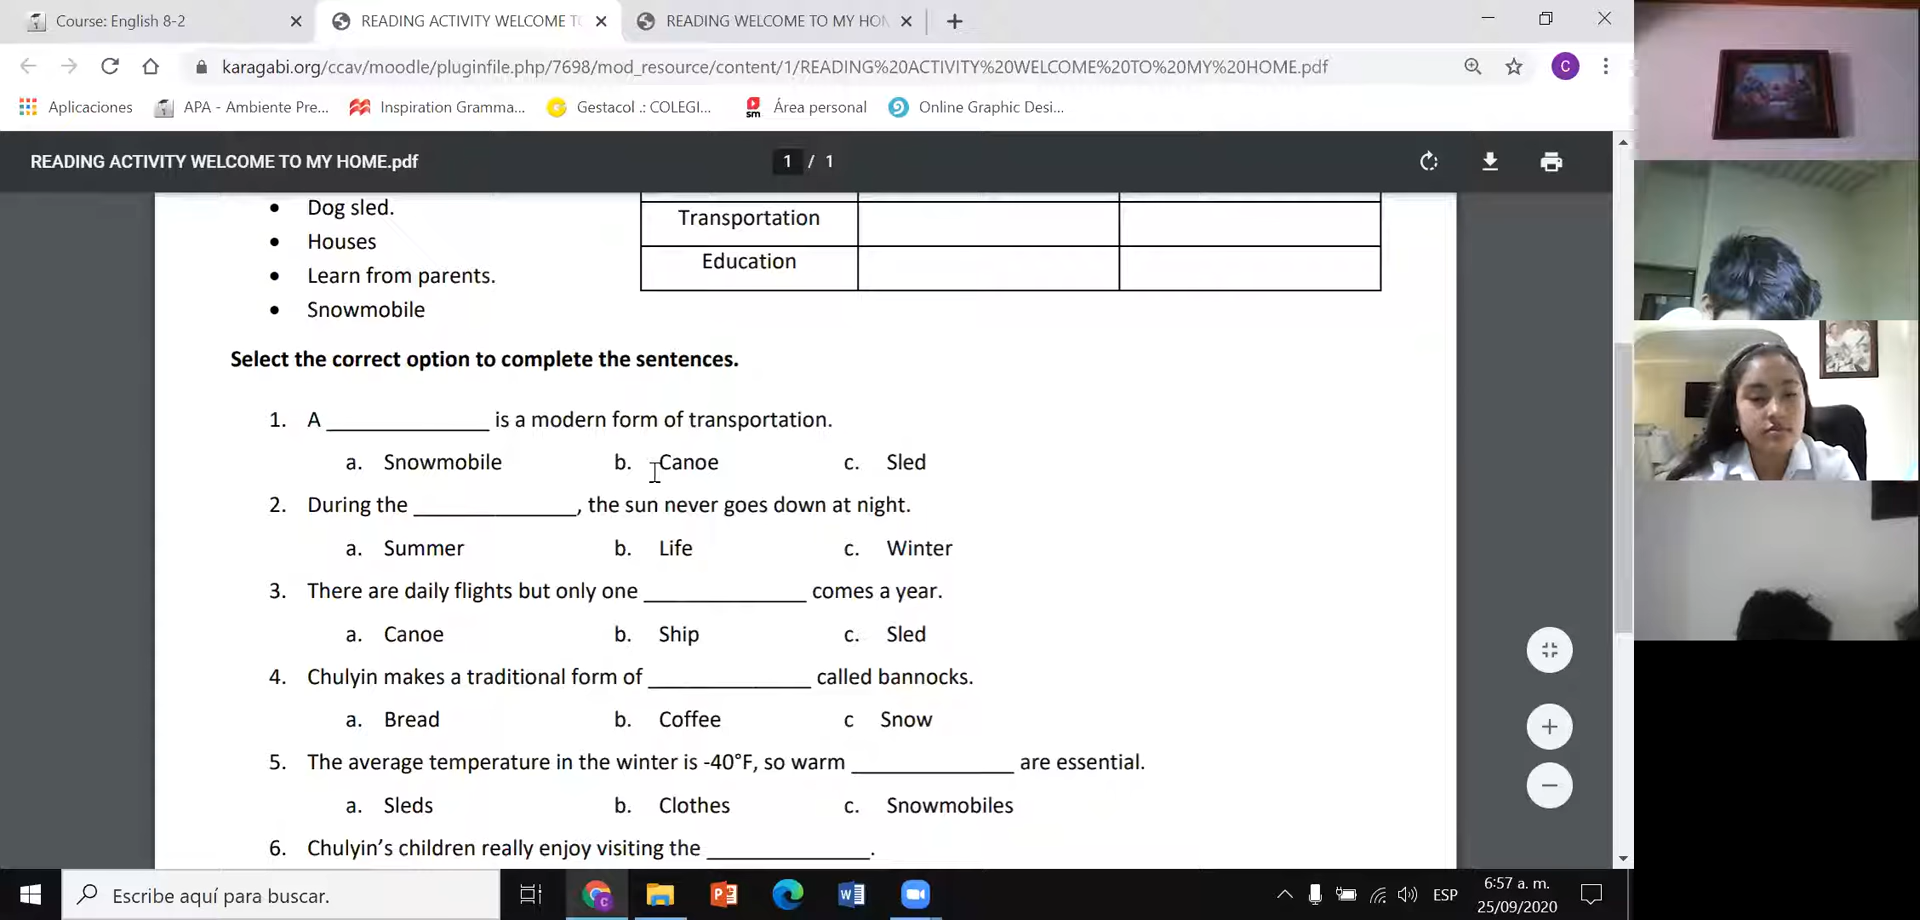 Course: English 8-2
READING ACTIVITY WELCOME T
READING WELCOME TO MY HO
karagabi.org/ccav/moodle/pluginfile.php/7698/mod_resource/content/1/READING%20ACTIVITY%20WELCOME%20TO%20MY%20HOME.pdf
C
Aplicaciones
APA - Ambiente Pre...
Inspiration Gramma...
Gestacol .: COLEGI...
sm
Área personal
Online Graphic Desi...
READING ACTIVITY WELCOME TO MY HOME.pdf
1 / 1
• Dog sled.
• Houses
• Learn from parents.
• Snowmobile
Transportation
Education
Select the correct option to complete the sentences.
1. A ______________ is a modern form of transportation.
a. Snowmobile b. Canoe c. Sled
2. During the ______________, the sun never goes down at night.
a. Summer b. Life c. Winter
3. There are daily flights but only one ______________ comes a year.
a. Canoe b. Ship c. Sled
4. Chulyin makes a traditional form of ______________ called bannocks.
a. Bread b. Coffee c Snow
5. The average temperature in the winter is -40°F, so warm ______________ are essential.
a. Sleds b. Clothes c. Snowmobiles
6. Chulyin’s children really enjoy visiting the ______________.
Escribe aquí para buscar.
ESP
6:57 a. m.
25/09/2020